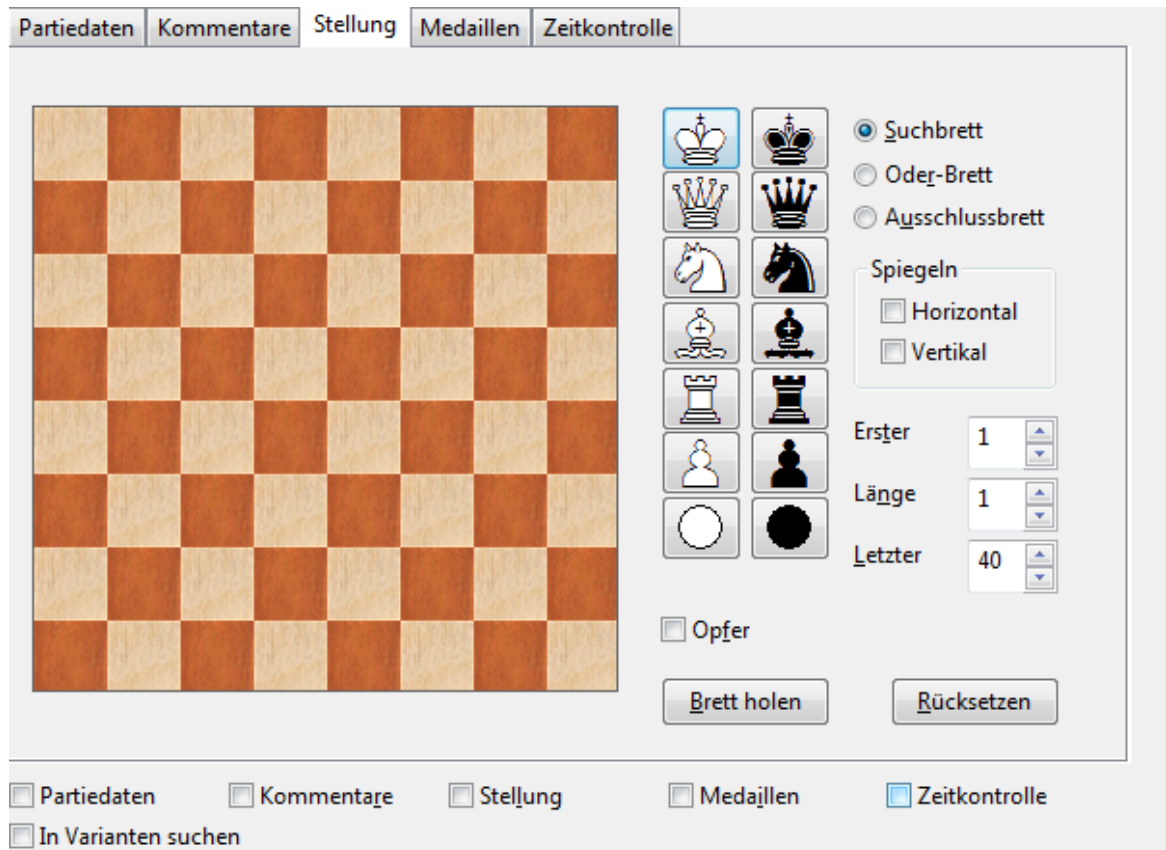 Partiedaten Kommentare Stellung Medaillen Zeitkontrolle
Suchbrett
Oder-Brett
Ausschlussbrett
Spiegeln
Horizontal
Vertikal
Erster 1
Länge 1
Letzter 40
Opfer
Brett holen Rücksetzen
Partiedaten Kommentare Stellung Medaillen Zeitkontrolle
In Varianten suchen